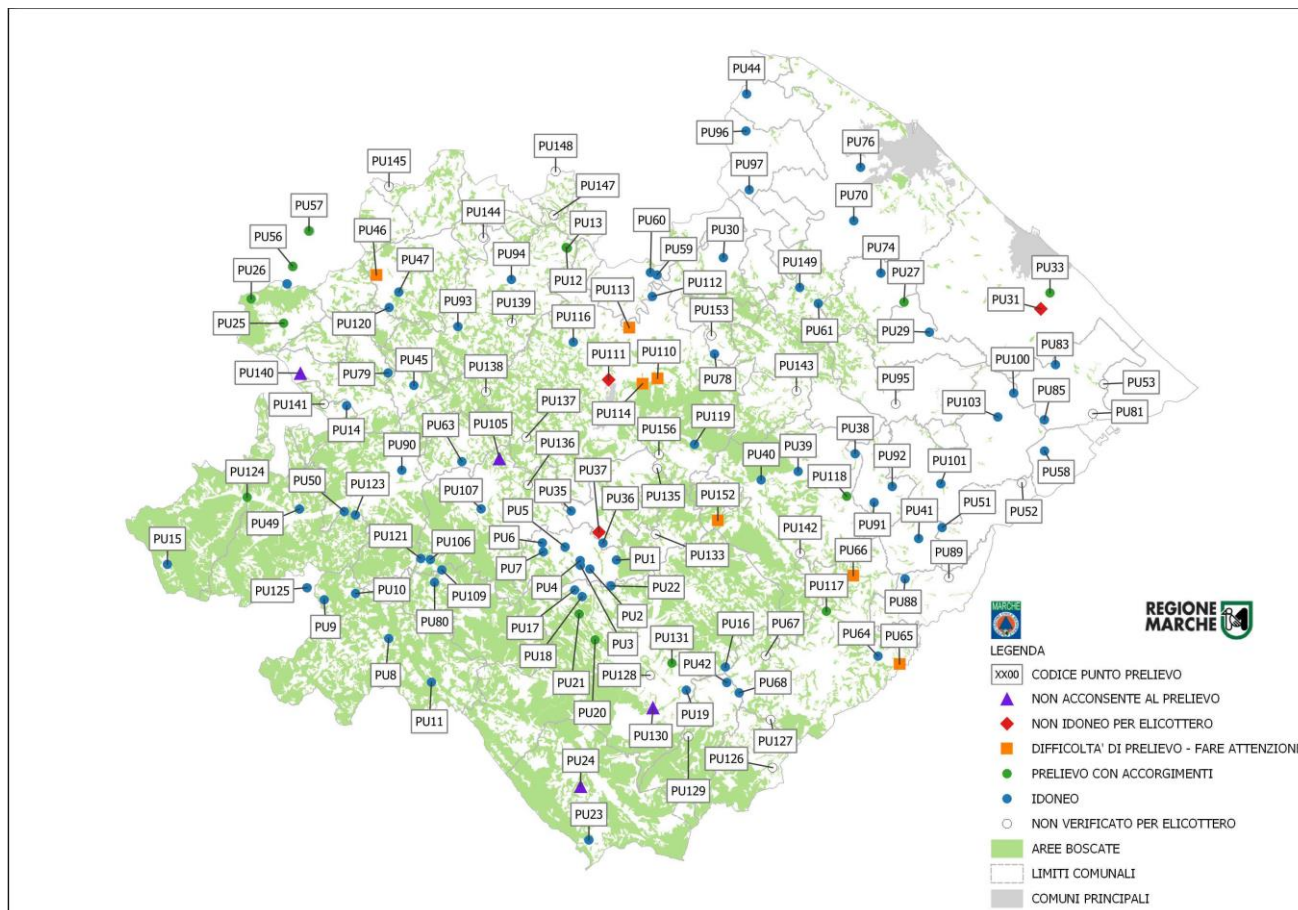 PU44
PU96
PU76
PU148
PU97
PU145
PU147
PU70
PU57
PU144
PU13
PU60
PU46
PU30
PU56
PU59
PU74
PU94
PU47
PU149
PU26
PU27
PU12
PU33
PU112
PU113
PU93
PU139
PU31
PU153
PU116
PU25
PU120
PU61
PU29
PU83
PU111
PU110
PU100
PU45
PU140
PU79
PU138
PU78
PU143
PU53
PU95
PU103
PU85
PU141
PU114
PU81
PU14
PU119
PU137
PU63
PU105
PU156
PU38
PU90
PU136
PU39
PU40
PU58
PU92
PU101
PU37
PU124
PU118
PU50
PU123
PU107
PU35
PU36
PU135
PU152
PU51
PU49
PU5
PU41
PU52
PU91
PU142
PU121
PU106
PU6
PU15
PU133
PU66
PU1
PU89
PU7
PU125
PU10
PU109
PU4
PU22
PU117
PU88
PU9
PU80
PU2
PU17
PU131
PU16
PU67
PU64
PU65
PU3
PU8
PU18
PU42
PU128
PU21
PU68
PU11
PU20
PU19
PU130
PU127
PU24
PU126
PU129
PU23
MARCHE
REGIONE
MARCHE
LEGENDA
XX00 CODICE PUNTO PRELIEVO
NON ACCONSENTE AL PRELIEVO
NON IDONEO PER ELICOTTERO
DIFFICOLTA' DI PRELIEVO - FARE ATTENZIONE
PRELIEVO CON ACCORGIMENTI
IDONEO
NON VERIFICATO PER ELICOTTERO
AREE BOSCATE
LIMITI COMUNALI
COMUNI PRINCIPALI